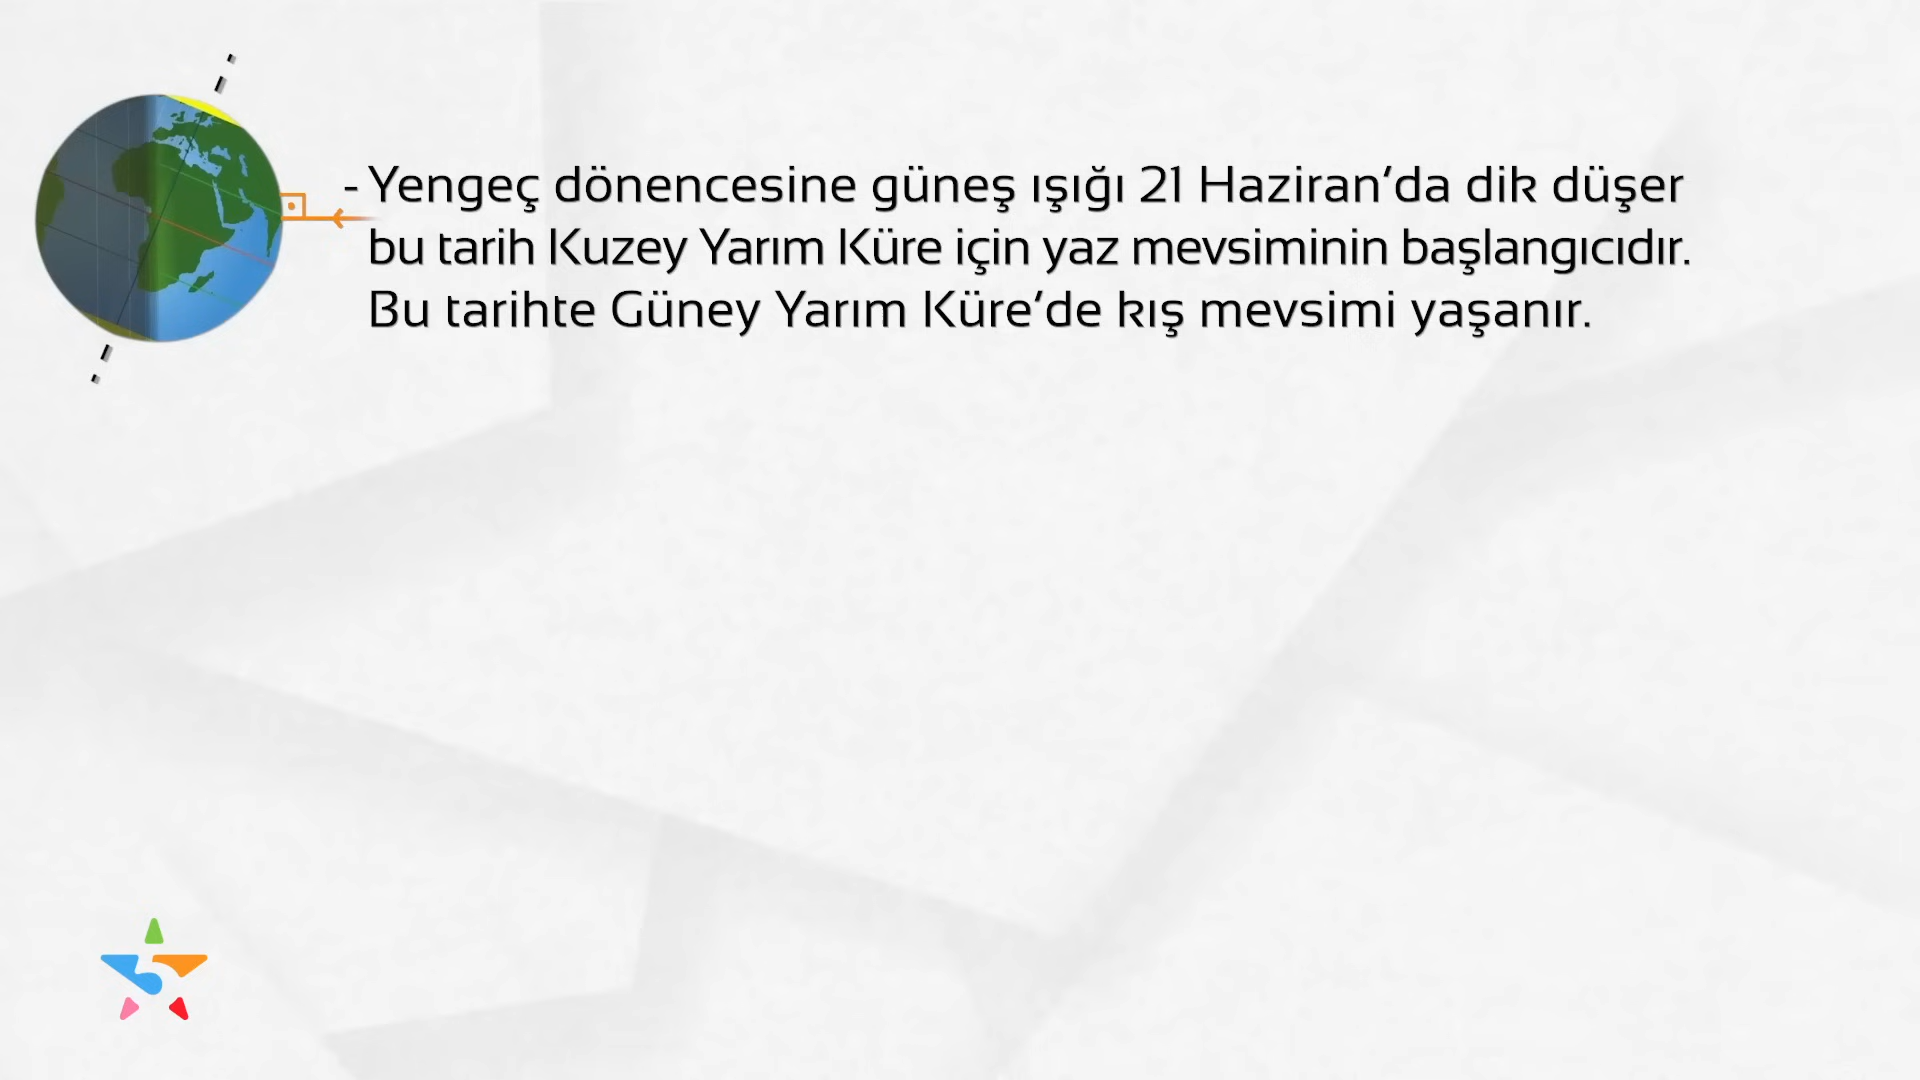 - Yengeç dönencesine güneş ışığı 21 Haziran’da dik düşer
bu tarih Kuzey Yarım Küre için yaz mevsiminin başlangıcıdır.
Bu tarihte Güney Yarım Küre’de kış mevsimi yaşanır.
5